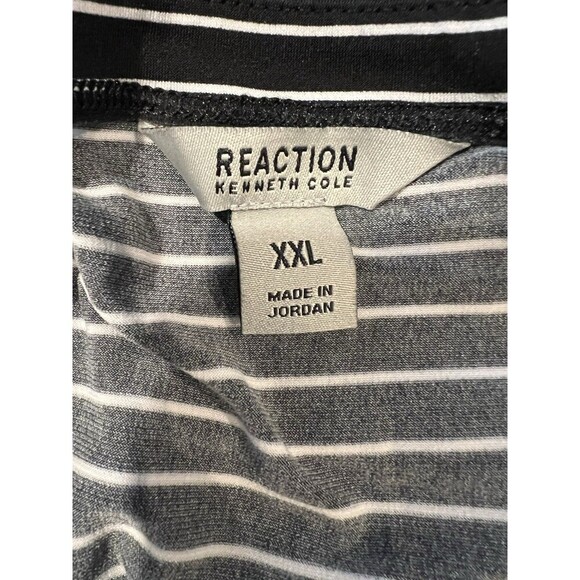 REACTION
KENNETH COLE
XXL
MADE IN
JORDAN